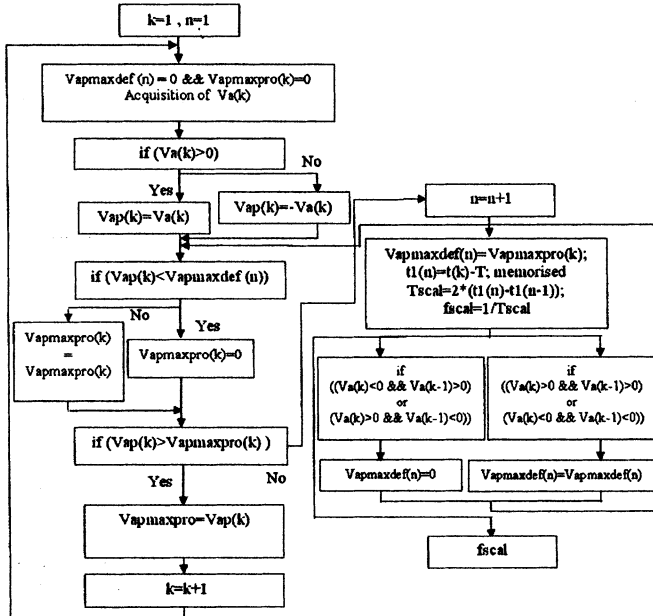 k=1 , n=1
Vapmaxdef (n) = 0 && Vapmaxpro(k)=0
Acquisition of Va(k)
if (Va(k)>0)
No
Yes
Vap(k)=-Va(k)
Vap(k)=Va(k)
if (Vap(k)<Vapmaxdef (n))
No
Yes
Vapmaxpro(k)
=
Vapmaxpro(k)
Vapmaxpro(k)=0
if (Vap(k)>Vapmaxpro(k) )
Yes
No
Vapmaxpro=Vap(k)
k=k+1
n=n+1
Vapmaxdef(n)=Vapmaxpro(k);
t1(n)=t(k)-T; memorised
Tscal=2*(t1(n)-t1(n-1));
fscal=1/Tscal
if
((Va(k)<0 && Va(k-1)>0)
or
(Va(k)>0 && Va(k-1)<0))
if
((Va(k)>0 && Va(k-1)>0)
or
(Va(k)<0 && Va(k-1)<0))
Vapmaxdef(n)=0
Vapmaxdef(n)=Vapmaxdef(n)
fscal